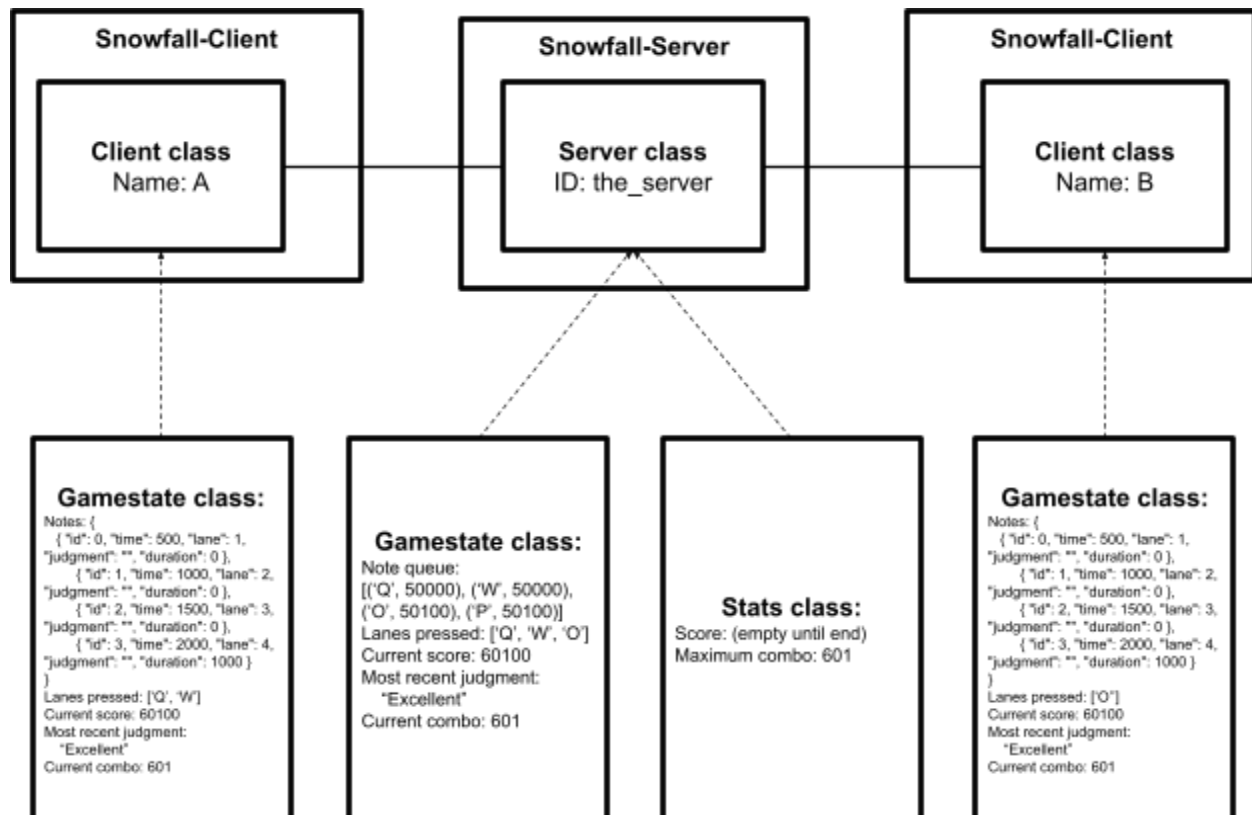 Snowfall-Client
Client class
Name: A
Snowfall-Server
Server class
ID: the_server
Snowfall-Client
Client class
Name: B
Gamestate class:
Notes: {
{ "id": 0, "time": 500, "lane": 1,
"judgment": "", "duration": 0 },
{ "id": 1, "time": 1000, "lane": 2,
"judgment": "", "duration": 0 },
{ "id": 2, "time": 1500, "lane": 3,
"judgment": "", "duration": 0 },
{ "id": 3, "time": 2000, "lane": 4,
"judgment": "", "duration": 1000 }
}
Lanes pressed: ['Q', 'W']
Current score: 60100
Most recent judgment:
"Excellent"
Current combo: 601
Gamestate class:
Note queue:
[('Q', 50000), ('W', 50000),
('O', 50100), ('P', 50100)]
Lanes pressed: ['Q', 'W', 'O']
Current score: 60100
Most recent judgment:
"Excellent"
Current combo: 601
Stats class:
Score: (empty until end)
Maximum combo: 601
Gamestate class:
Notes: {
{ "id": 0, "time": 500, "lane": 1,
"judgment": "", "duration": 0 },
{ "id": 1, "time": 1000, "lane": 2,
"judgment": "", "duration": 0 },
{ "id": 2, "time": 1500, "lane": 3,
"judgment": "", "duration": 0 },
{ "id": 3, "time": 2000, "lane": 4,
"judgment": "", "duration": 1000 }
}
Lanes pressed: ['O"]
Current score: 60100
Most recent judgment:
"Excellent"
Current combo: 601